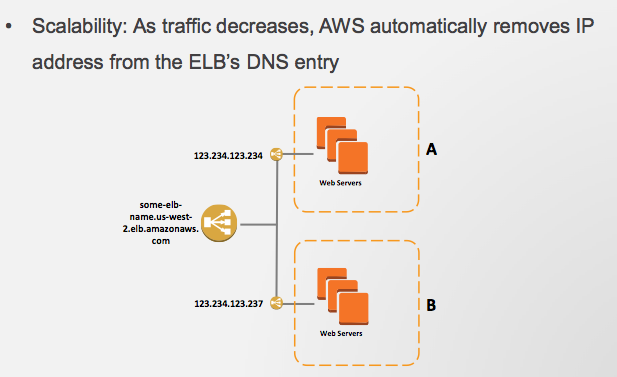 • Scalability: As traffic decreases, AWS automatically removes IP
address from the ELB's DNS entry
123.234.123.234
Web Servers
A
some-elb-
name.us-west-
2.elb.amazonaws.
com
123.234.123.237
Web Servers
B